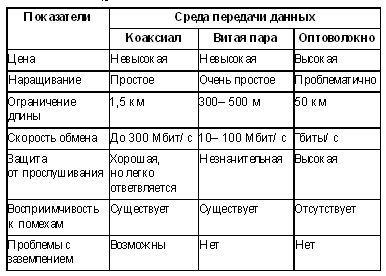 Показатели Среда передачи данных
Коаксиал Витая пара Оптоволокно
Цена Невысокая Невысокая Высокая
Наращивание Простое Очень простое Проблематично
Ограничение длины 1,5 км 300– 500 м 50 км
Скорость обмена До 300 Мбит/ с 10– 100 Мбит/ с Гбиты/ с
Защита от прослушивания Хорошая, но легко ответвляется Незначительная Высокая
Восприимчивость к помехам Существует Существует Отсутствует
Проблемы с заземлением Возможны Нет Нет